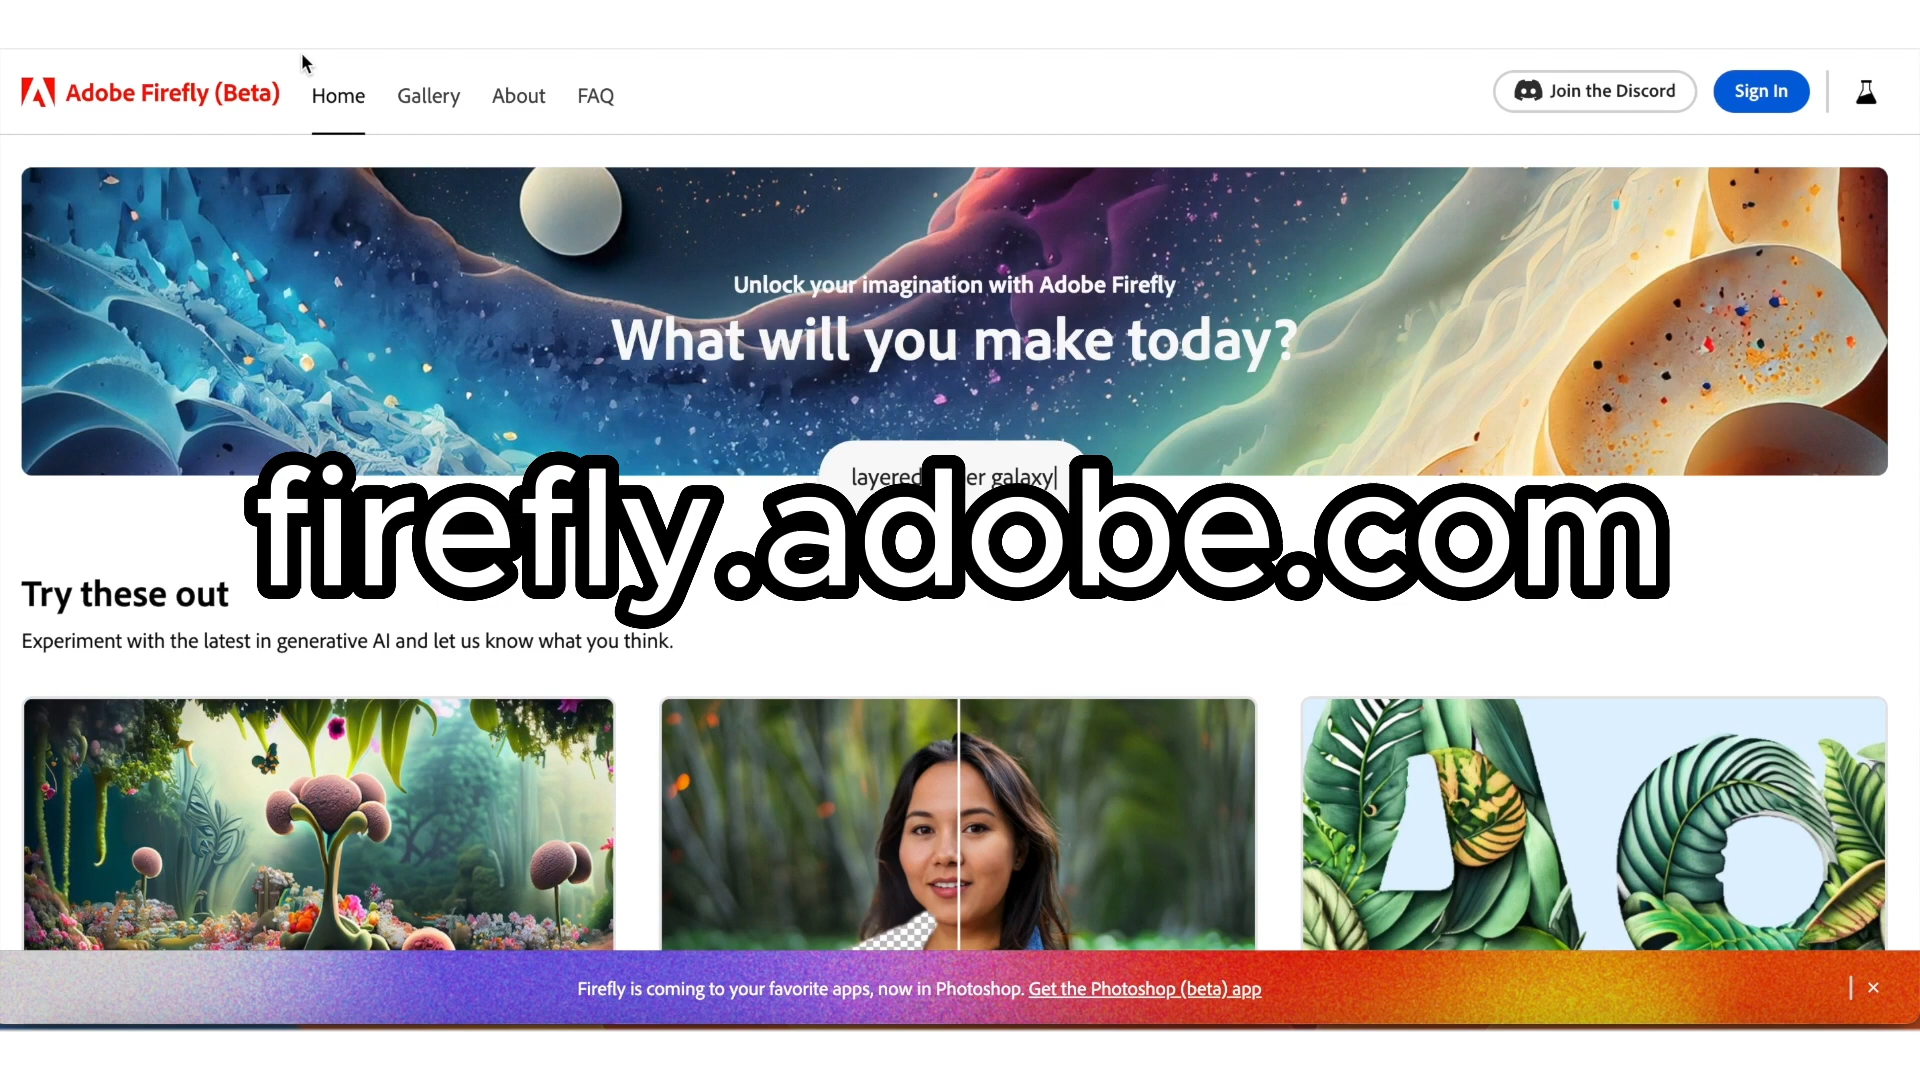 Adobe Firefly (Beta)
Home
Gallery
About
FAQ
Join the Discord
Sign In
Unlock your imagination with Adobe Firefly
What will you make today?
layered er galaxy
firefly.adobe.com
Try these out
Experiment with the latest in generative AI and let us know what you think.
Firefly is coming to your favorite apps, now in Photoshop. Get the Photoshop (beta) app